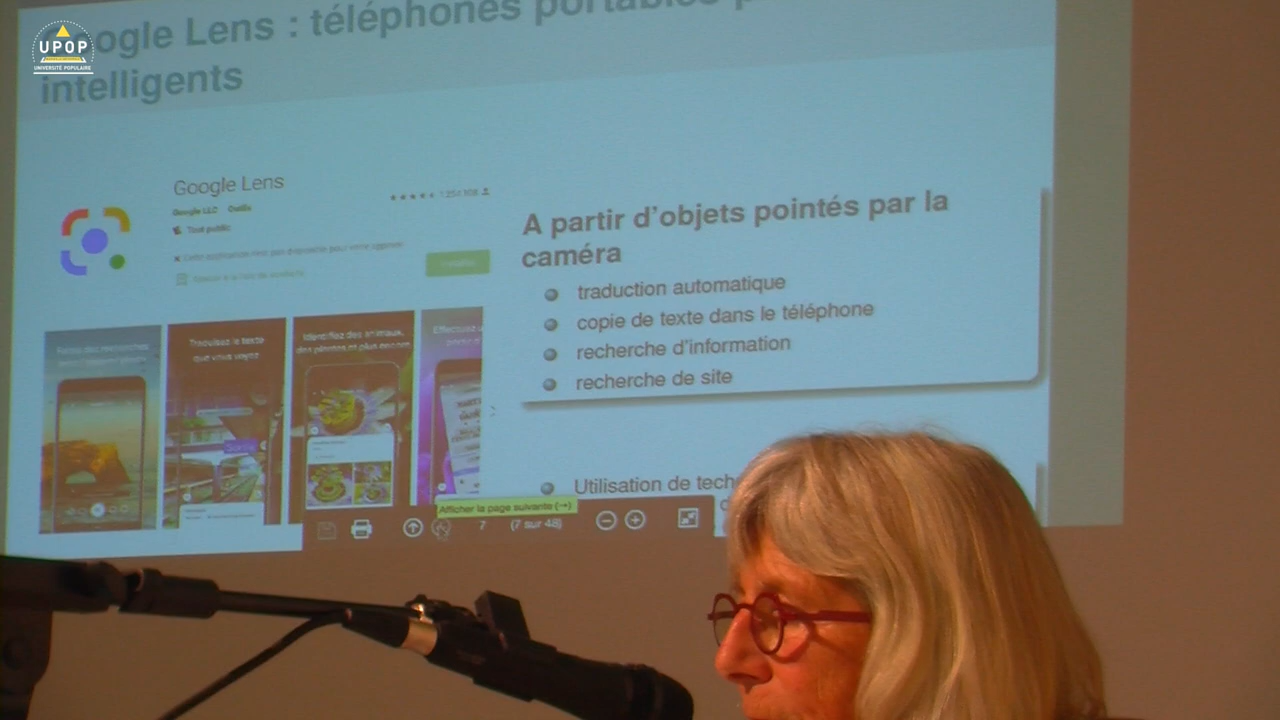 UPOP
UNIVERSITÉ POPULAIRE
ogle Lens : téléphones portables
intelligents
Google Lens
Google LLC Outils
Tout public
A partir d'objets pointés par la
caméra
traduction automatique
copie de texte dans le téléphone
recherche d'information
recherche de site
Traduisez le texte
que vous voyez
Identifiez des animaux,
des plantes et plus encore
Utilisation de tech
Afficher la page suivante (→)
7 (7 sur 48)